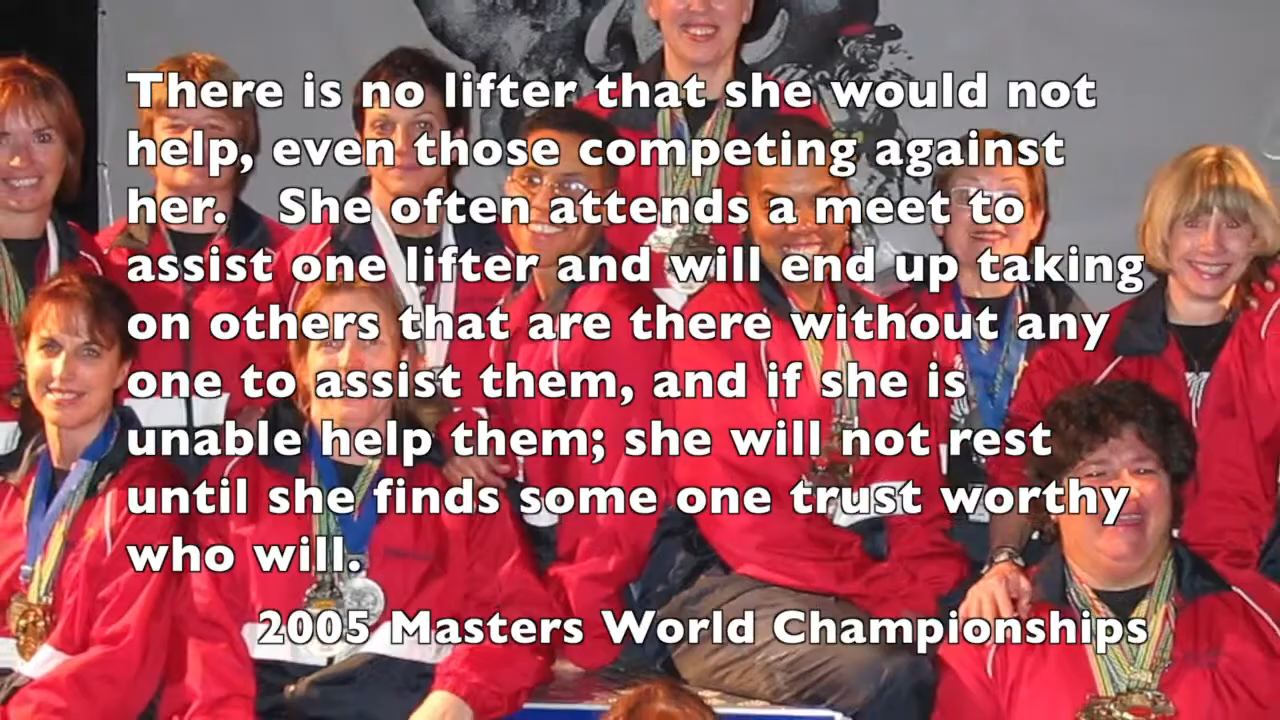 There is no lifter that she would not
help, even those competing against
her. She often attends a meet to
assist one lifter and will end up taking
on others that are there without any
one to assist them, and if she is
unable help them; she will not rest
until she finds some one trust worthy
who will.
2005 Masters World Championships